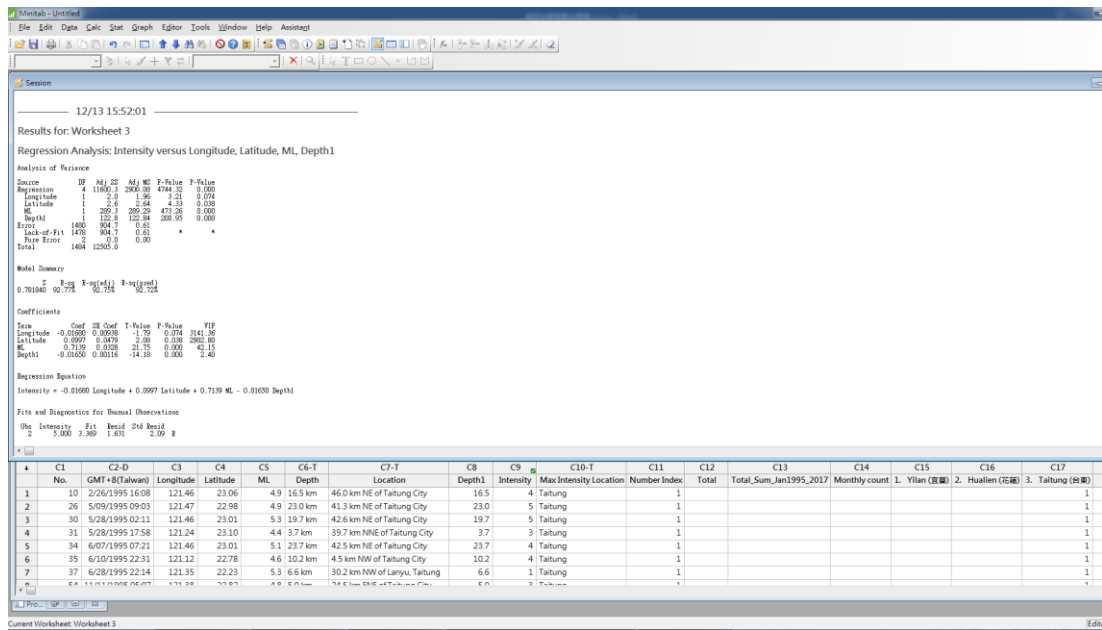 Minitab - Untitled
File Edit Data Calc Stat Graph Editor Tools Window Help Assistant
Session
12/13 15:52:01
Results for: Worksheet 3
Regression Analysis: Intensity versus Longitude, Latitude, ML, Depth1
Analysis of Variance
Source DF Adj SS Adj MS F-Value P-Value
Regression 4 11600.3 2900.08 4744.32 0.000
Longitude 1 2.0 1.96 3.21 0.074
Latitude 1 2.6 2.64 4.33 0.038
ML 1 289.3 289.29 473.26 0.000
Depth1 1 122.8 122.84 200.95 0.000
Error 1480 904.7 0.61
Lack-of-Fit 1478 904.7 0.61 * *
Pure Error 2 0.0 0.00
Total 1484 12505.0
Model Summary
S R-sq R-sq(adj) R-sq(pred)
0.781840 92.77% 92.75% 92.72%
Coefficients
Term Coef SE Coef T-Value P-Value VIF
Longitude -0.01680 0.00938 -1.79 0.074 3141.36
Latitude 0.0997 0.0479 2.08 0.038 2902.80
ML 0.7139 0.0328 21.75 0.000 42.15
Depth1 -0.01650 0.00116 -14.18 0.000 2.40
Regression Equation
Intensity = -0.01680 Longitude + 0.0997 Latitude + 0.7139 ML - 0.01650 Depth1
Fits and Diagnostics for Unusual Observations
Obs Intensity Fit Resid Std Resid
2 5.000 3.369 1.631 2.09 R
C1 C2-D C3 C4 C5 C6-T C7-T C8 C9 C10-T C11 C12 C13 C14 C15 C16 C17
No. GMT+8(Taiwan) Longitude Latitude ML Depth Location Depth1 Intensity Max Intensity Location Number Index Total Total_Sum_Jan1995_2017 Monthly count 1. Yilan (宜蘭) 2. Hualien (花蓮) 3. Taitung (台東)
1 10 2/26/1995 16:08 121.46 23.06 4.9 16.5 km 46.0 km NE of Taitung City 16.5 4 Taitung 1 1
2 26 5/09/1995 09:03 121.47 22.98 4.9 23.0 km 41.3 km NE of Taitung City 23.0 5 Taitung 1 1
3 30 5/28/1995 02:11 121.46 23.01 5.3 19.7 km 42.6 km NE of Taitung City 19.7 5 Taitung 1 1
4 31 5/28/1995 17:58 121.24 23.10 4.4 3.7 km 39.7 km NNE of Taitung City 3.7 3 Taitung 1 1
5 34 6/07/1995 07:21 121.46 23.01 5.1 23.7 km 42.5 km NE of Taitung City 23.7 4 Taitung 1 1
6 35 6/10/1995 22:31 121.12 22.78 4.6 10.2 km 4.5 km NW of Taitung City 10.2 4 Taitung 1 1
7 37 6/28/1995 22:14 121.35 22.23 5.3 6.6 km 30.2 km NW of Lanyu, Taitung 6.6 1 Taitung 1 1
Pro...
Current Worksheet: Worksheet 3